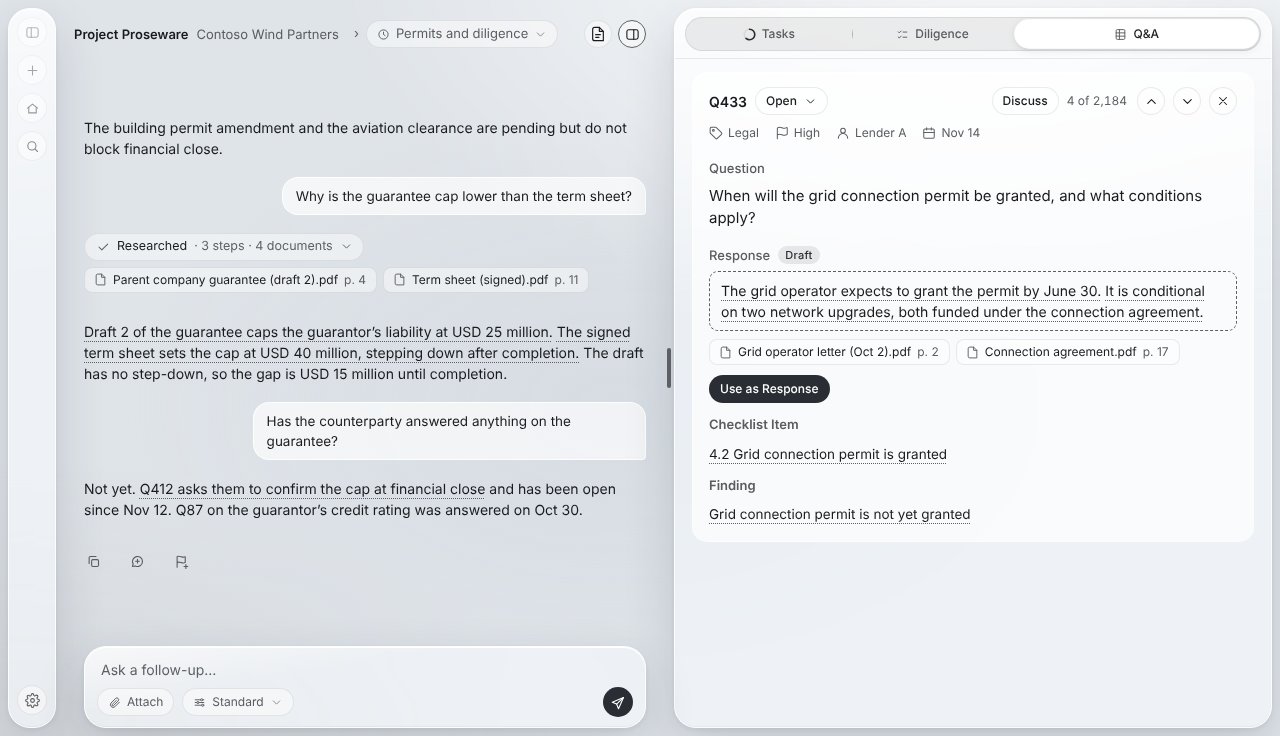 Project Proseware Contoso Wind Partners › Permits and diligence
The building permit amendment and the aviation clearance are pending but do not
block financial close.
Why is the guarantee cap lower than the term sheet?
Researched · 3 steps · 4 documents
Parent company guarantee (draft 2).pdf p. 4 Term sheet (signed).pdf p. 11
Draft 2 of the guarantee caps the guarantor’s liability at USD 25 million. The signed
term sheet sets the cap at USD 40 million, stepping down after completion. The draft
has no step-down, so the gap is USD 15 million until completion.
Has the counterparty answered anything on the
guarantee?
Not yet. Q412 asks them to confirm the cap at financial close and has been open
since Nov 12. Q87 on the guarantor’s credit rating was answered on Oct 30.
Ask a follow-up...
Attach Standard
Tasks Diligence Q&A
Q433 Open Discuss 4 of 2,184
Legal High Lender A Nov 14
Question
When will the grid connection permit be granted, and what conditions
apply?
Response Draft
The grid operator expects to grant the permit by June 30. It is conditional
on two network upgrades, both funded under the connection agreement.
Grid operator letter (Oct 2).pdf p. 2 Connection agreement.pdf p. 17
Use as Response
Checklist Item
4.2 Grid connection permit is granted
Finding
Grid connection permit is not yet granted